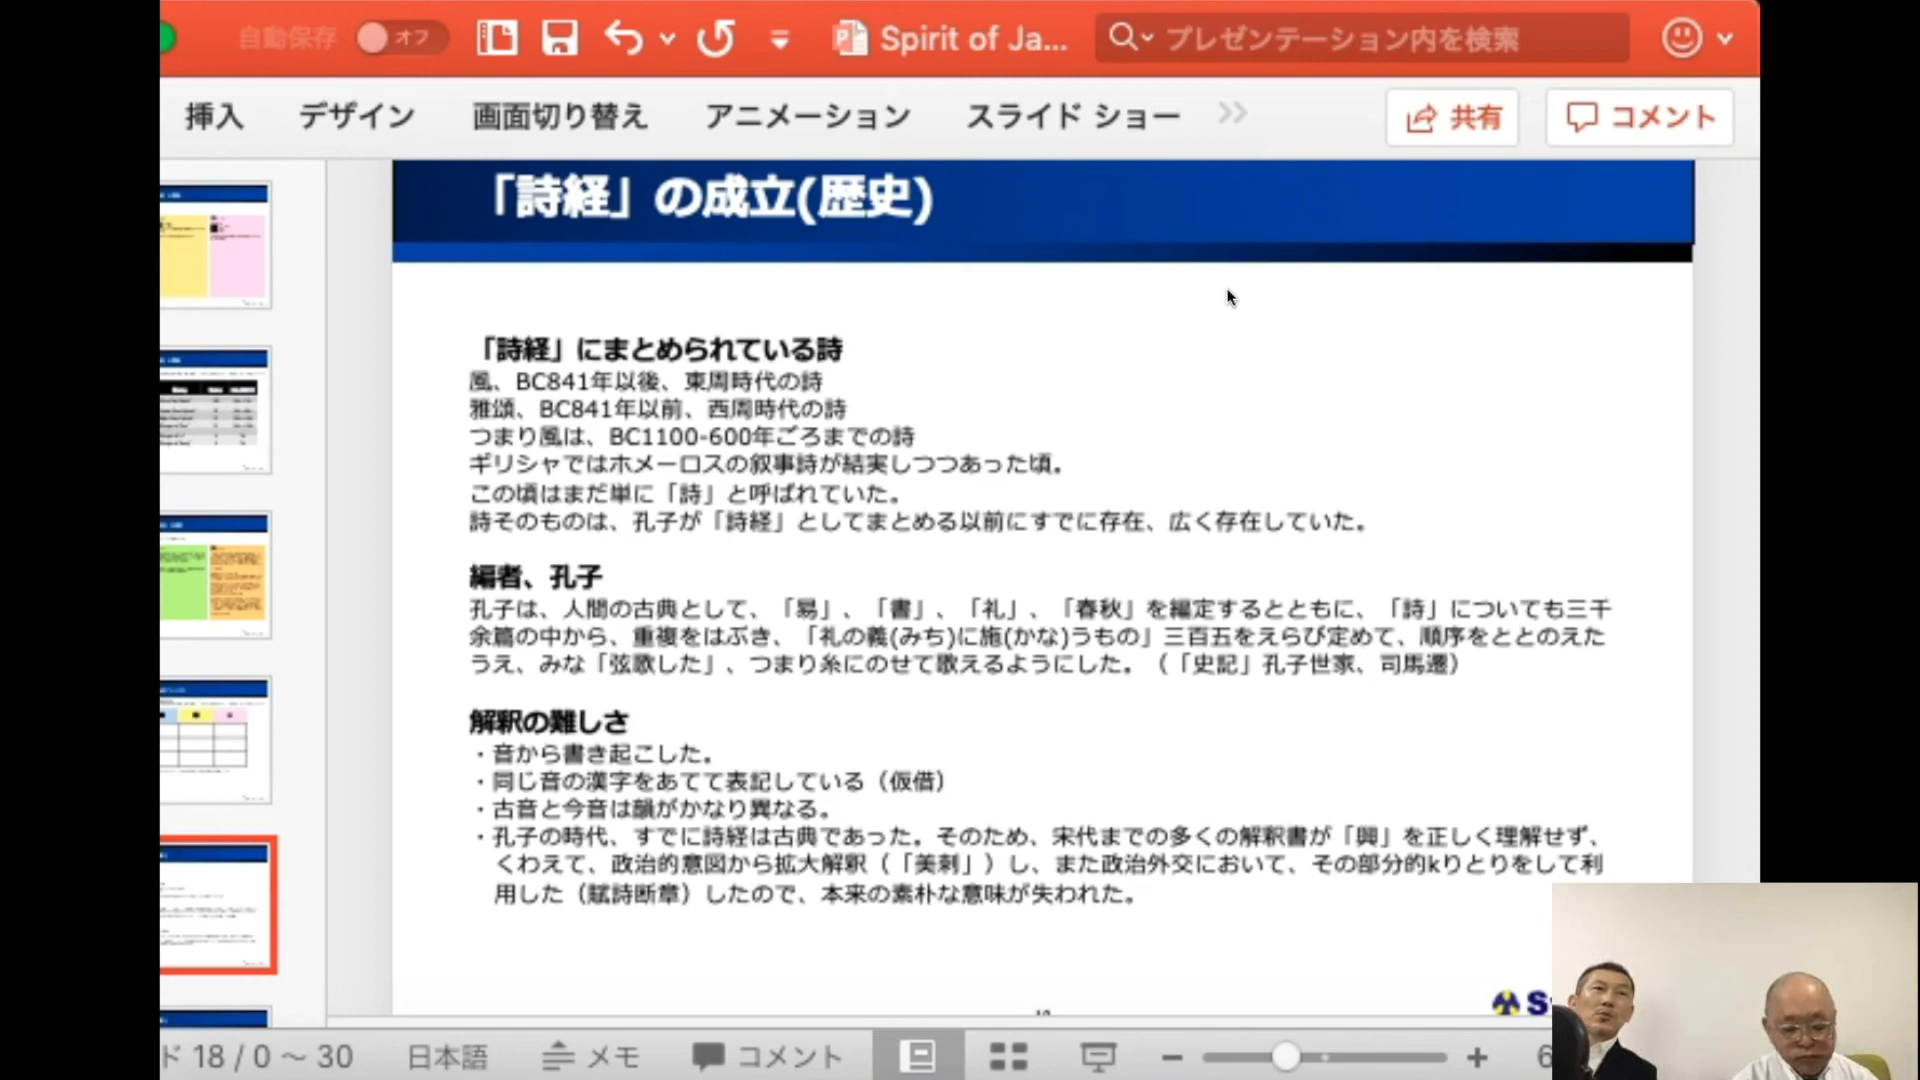 自動保存 オフ Spirit of Ja... プレゼンテーション内を検索
挿入 デザイン 画面切り替え アニメーション スライド ショー 共有 コメント
「詩経」の成立(歴史)
「詩経」にまとめられている詩
風、BC841年以後、東周時代の詩
雅頌、BC841年以前、西周時代の詩
つまり風は、BC1100-600年ごろまでの詩
ギリシャではホメーロスの叙事詩が結実しつつあった頃。
この頃はまだ単に「詩」と呼ばれていた。
詩そのものは、孔子が「詩経」としてまとめる以前にすでに存在、広く存在していた。
編者、孔子
孔子は、人間の古典として、「易」、「書」、「礼」、「春秋」を編定するとともに、「詩」についても三千
余篇の中から、重複をはぶき、「礼の義(みち)に施(かな)うもの」三百五をえらび定めて、順序をととのえた
うえ、みな「弦歌した」、つまり糸にのせて歌えるようにした。（「史記」孔子世家、司馬遷）
解釈の難しさ
・音から書き起こした。
・同じ音の漢字をあてて表記している（仮借）
・古音と今音は韻がかなり異なる。
・孔子の時代、すでに詩経は古典であった。そのため、宋代までの多くの解釈書が「興」を正しく理解せず、
くわえて、政治的意図から拡大解釈（「美刺」）し、また政治外交において、その部分的kりとりをして利
用した（賦詩断章）したので、本来の素朴な意味が失われた。
S
ド 18 / 0 ～ 30 日本語 メモ コメント 6